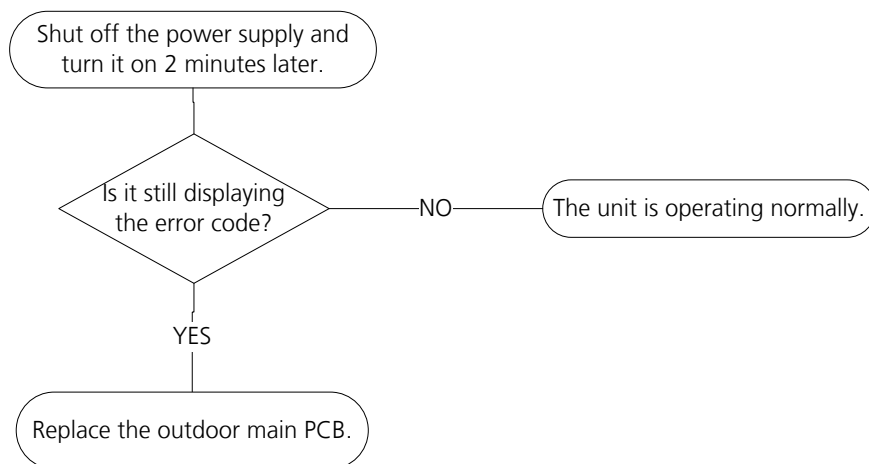 Shut off the power supply and
turn it on 2 minutes later.
Is it still displaying
the error code?
NO
The unit is operating normally.
YES
Replace the outdoor main PCB.